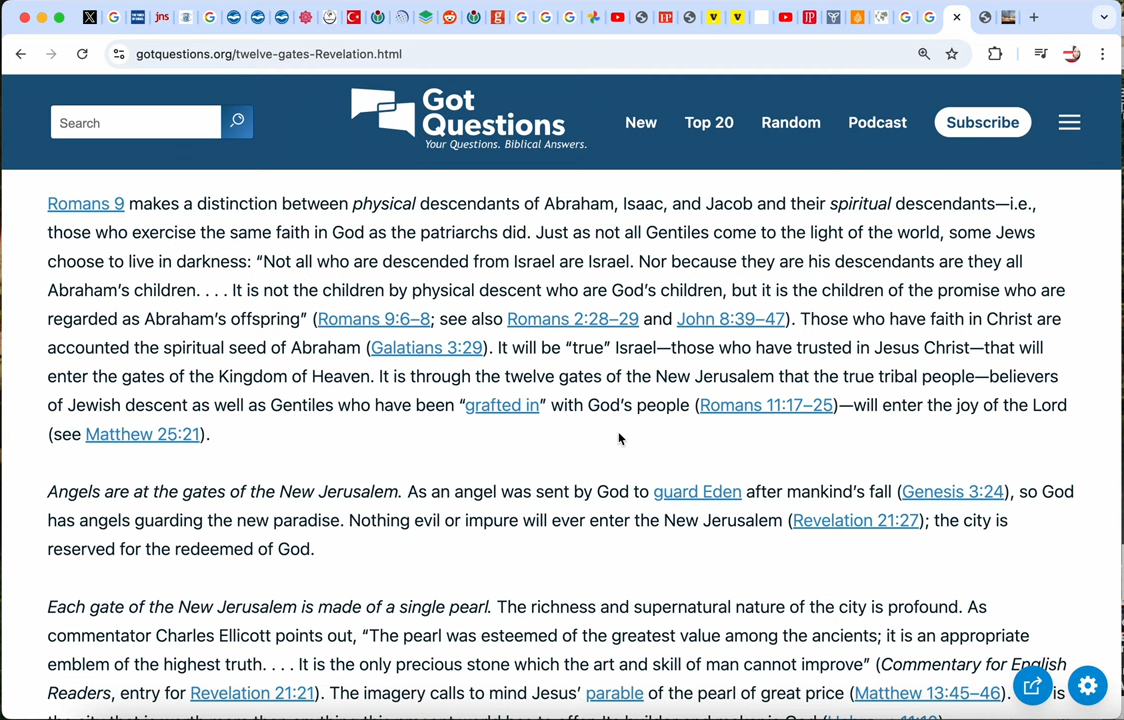 jns
TP
JP
gotquestions.org/twelve-gates-Revelation.html
Search
Got
Questions
Your Questions. Biblical Answers.
New
Top 20
Random
Podcast
Subscribe
Romans 9 makes a distinction between physical descendants of Abraham, Isaac, and Jacob and their spiritual descendants—i.e.,
those who exercise the same faith in God as the patriarchs did. Just as not all Gentiles come to the light of the world, some Jews
choose to live in darkness: “Not all who are descended from Israel are Israel. Nor because they are his descendants are they all
Abraham’s children. . . . It is not the children by physical descent who are God’s children, but it is the children of the promise who are
regarded as Abraham’s offspring” (Romans 9:6–8; see also Romans 2:28–29 and John 8:39–47). Those who have faith in Christ are
accounted the spiritual seed of Abraham (Galatians 3:29). It will be “true” Israel—those who have trusted in Jesus Christ—that will
enter the gates of the Kingdom of Heaven. It is through the twelve gates of the New Jerusalem that the true tribal people—believers
of Jewish descent as well as Gentiles who have been “grafted in” with God’s people (Romans 11:17–25)—will enter the joy of the Lord
(see Matthew 25:21).
Angels are at the gates of the New Jerusalem. As an angel was sent by God to guard Eden after mankind’s fall (Genesis 3:24), so God
has angels guarding the new paradise. Nothing evil or impure will ever enter the New Jerusalem (Revelation 21:27); the city is
reserved for the redeemed of God.
Each gate of the New Jerusalem is made of a single pearl. The richness and supernatural nature of the city is profound. As
commentator Charles Ellicott points out, “The pearl was esteemed of the greatest value among the ancients; it is an appropriate
emblem of the highest truth. . . . It is the only precious stone which the art and skill of man cannot improve” (Commentary for English
Readers, entry for Revelation 21:21). The imagery calls to mind Jesus’ parable of the pearl of great price (Matthew 13:45–46). is